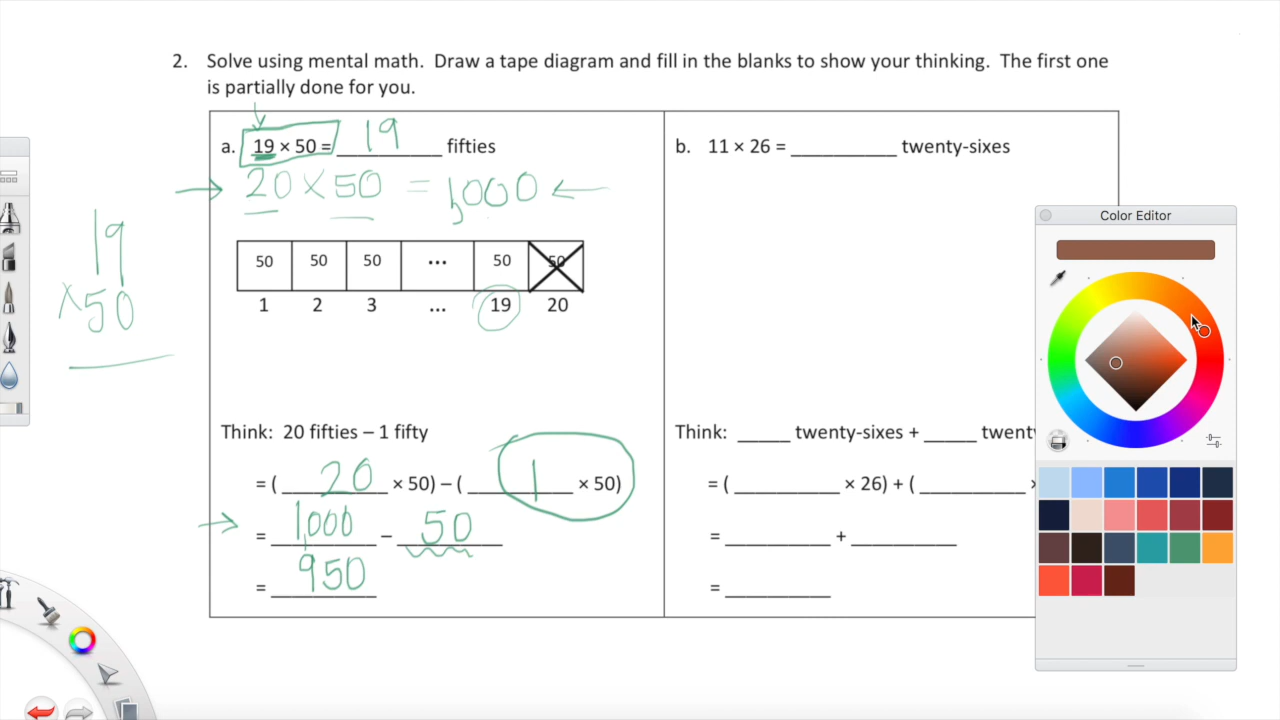 2. Solve using mental math. Draw a tape diagram and fill in the blanks to show your thinking. The first one
is partially done for you.
a. 19 × 50 = 19 fifties
20 × 50 = 1,000
19
× 50
50 50 50 ... 50 50
1 2 3 ... 19 20
Think: 20 fifties – 1 fifty
= ( 20 × 50) – ( 1 × 50)
= 1,000 – 50
= 950
b. 11 × 26 = __________ twenty-sixes
Think: _____ twenty-sixes + _____
= ( __________ × 26) + ( __________
= __________ + __________
= __________
Color Editor